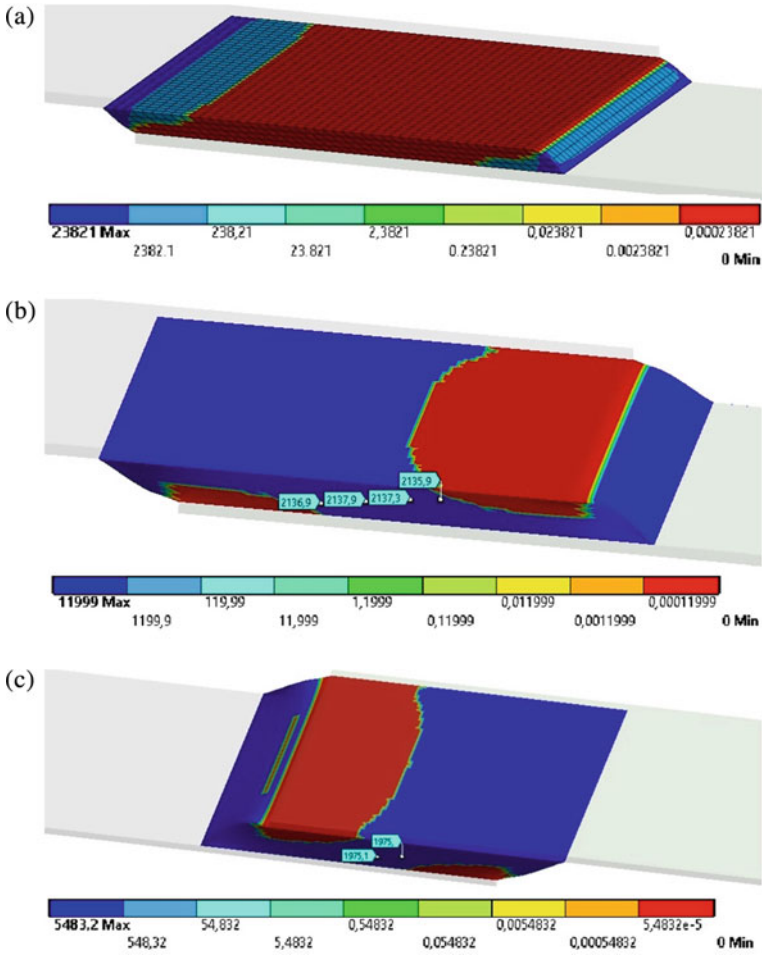 (a)
23821 Max 238,21 2,3821 0,023821 0,00023821
2382.1 23.821 0.23821 0.0023821 0 Min
(b)
2135,9
2136,9 2137,9 2137,3
11999 Max 119,99 1,1999 0,011999 0,00011999
1199,9 11,999 0,11999 0,0011999 0 Min
(c)
1975,
1975,1
5483,2 Max 54,832 0,54832 0,0054832 5,4832e-5
548,32 5,4832 0,054832 0,00054832 0 Min